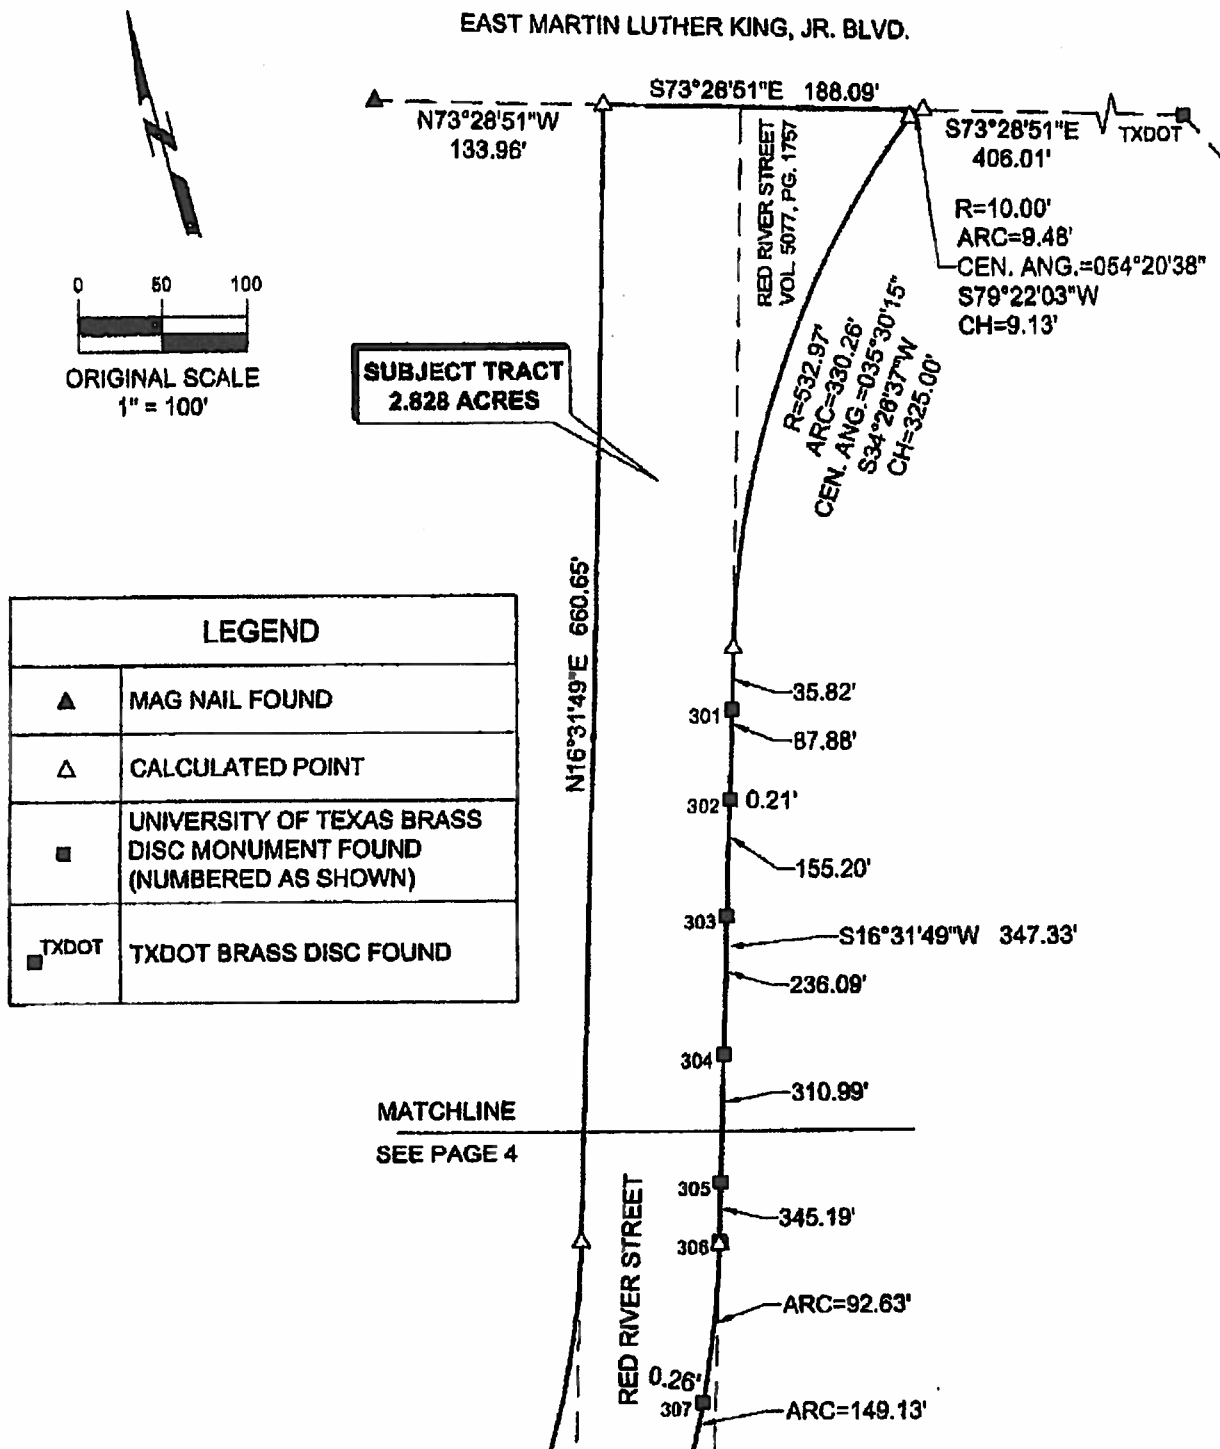 EAST MARTIN LUTHER KING, JR. BLVD.
S73°28'51"E 188.09'
N73°28'51"W
133.96'
S73°28'51"E
406.01'
TXDOT
RED RIVER STREET
VOL. 5077, PG. 1757
R=10.00'
ARC=9.48'
CEN. ANG.=054°20'38"
S79°22'03"W
CH=9.13'
0 50 100
ORIGINAL SCALE
1" = 100'
SUBJECT TRACT
2.828 ACRES
R=532.97'
ARC=330.26'
CEN. ANG.=035°30'15"
S34°26'37"W
CH=325.00'
N16°31'49"E 660.65'
LEGEND
MAG NAIL FOUND
CALCULATED POINT
UNIVERSITY OF TEXAS BRASS
DISC MONUMENT FOUND
(NUMBERED AS SHOWN)
TXDOT
TXDOT BRASS DISC FOUND
35.82'
301
87.88'
302 0.21'
155.20'
303
S16°31'49"W 347.33'
236.09'
304
310.99'
MATCHLINE
SEE PAGE 4
305
345.19'
306
RED RIVER STREET
ARC=92.63'
0.26'
307
ARC=149.13'